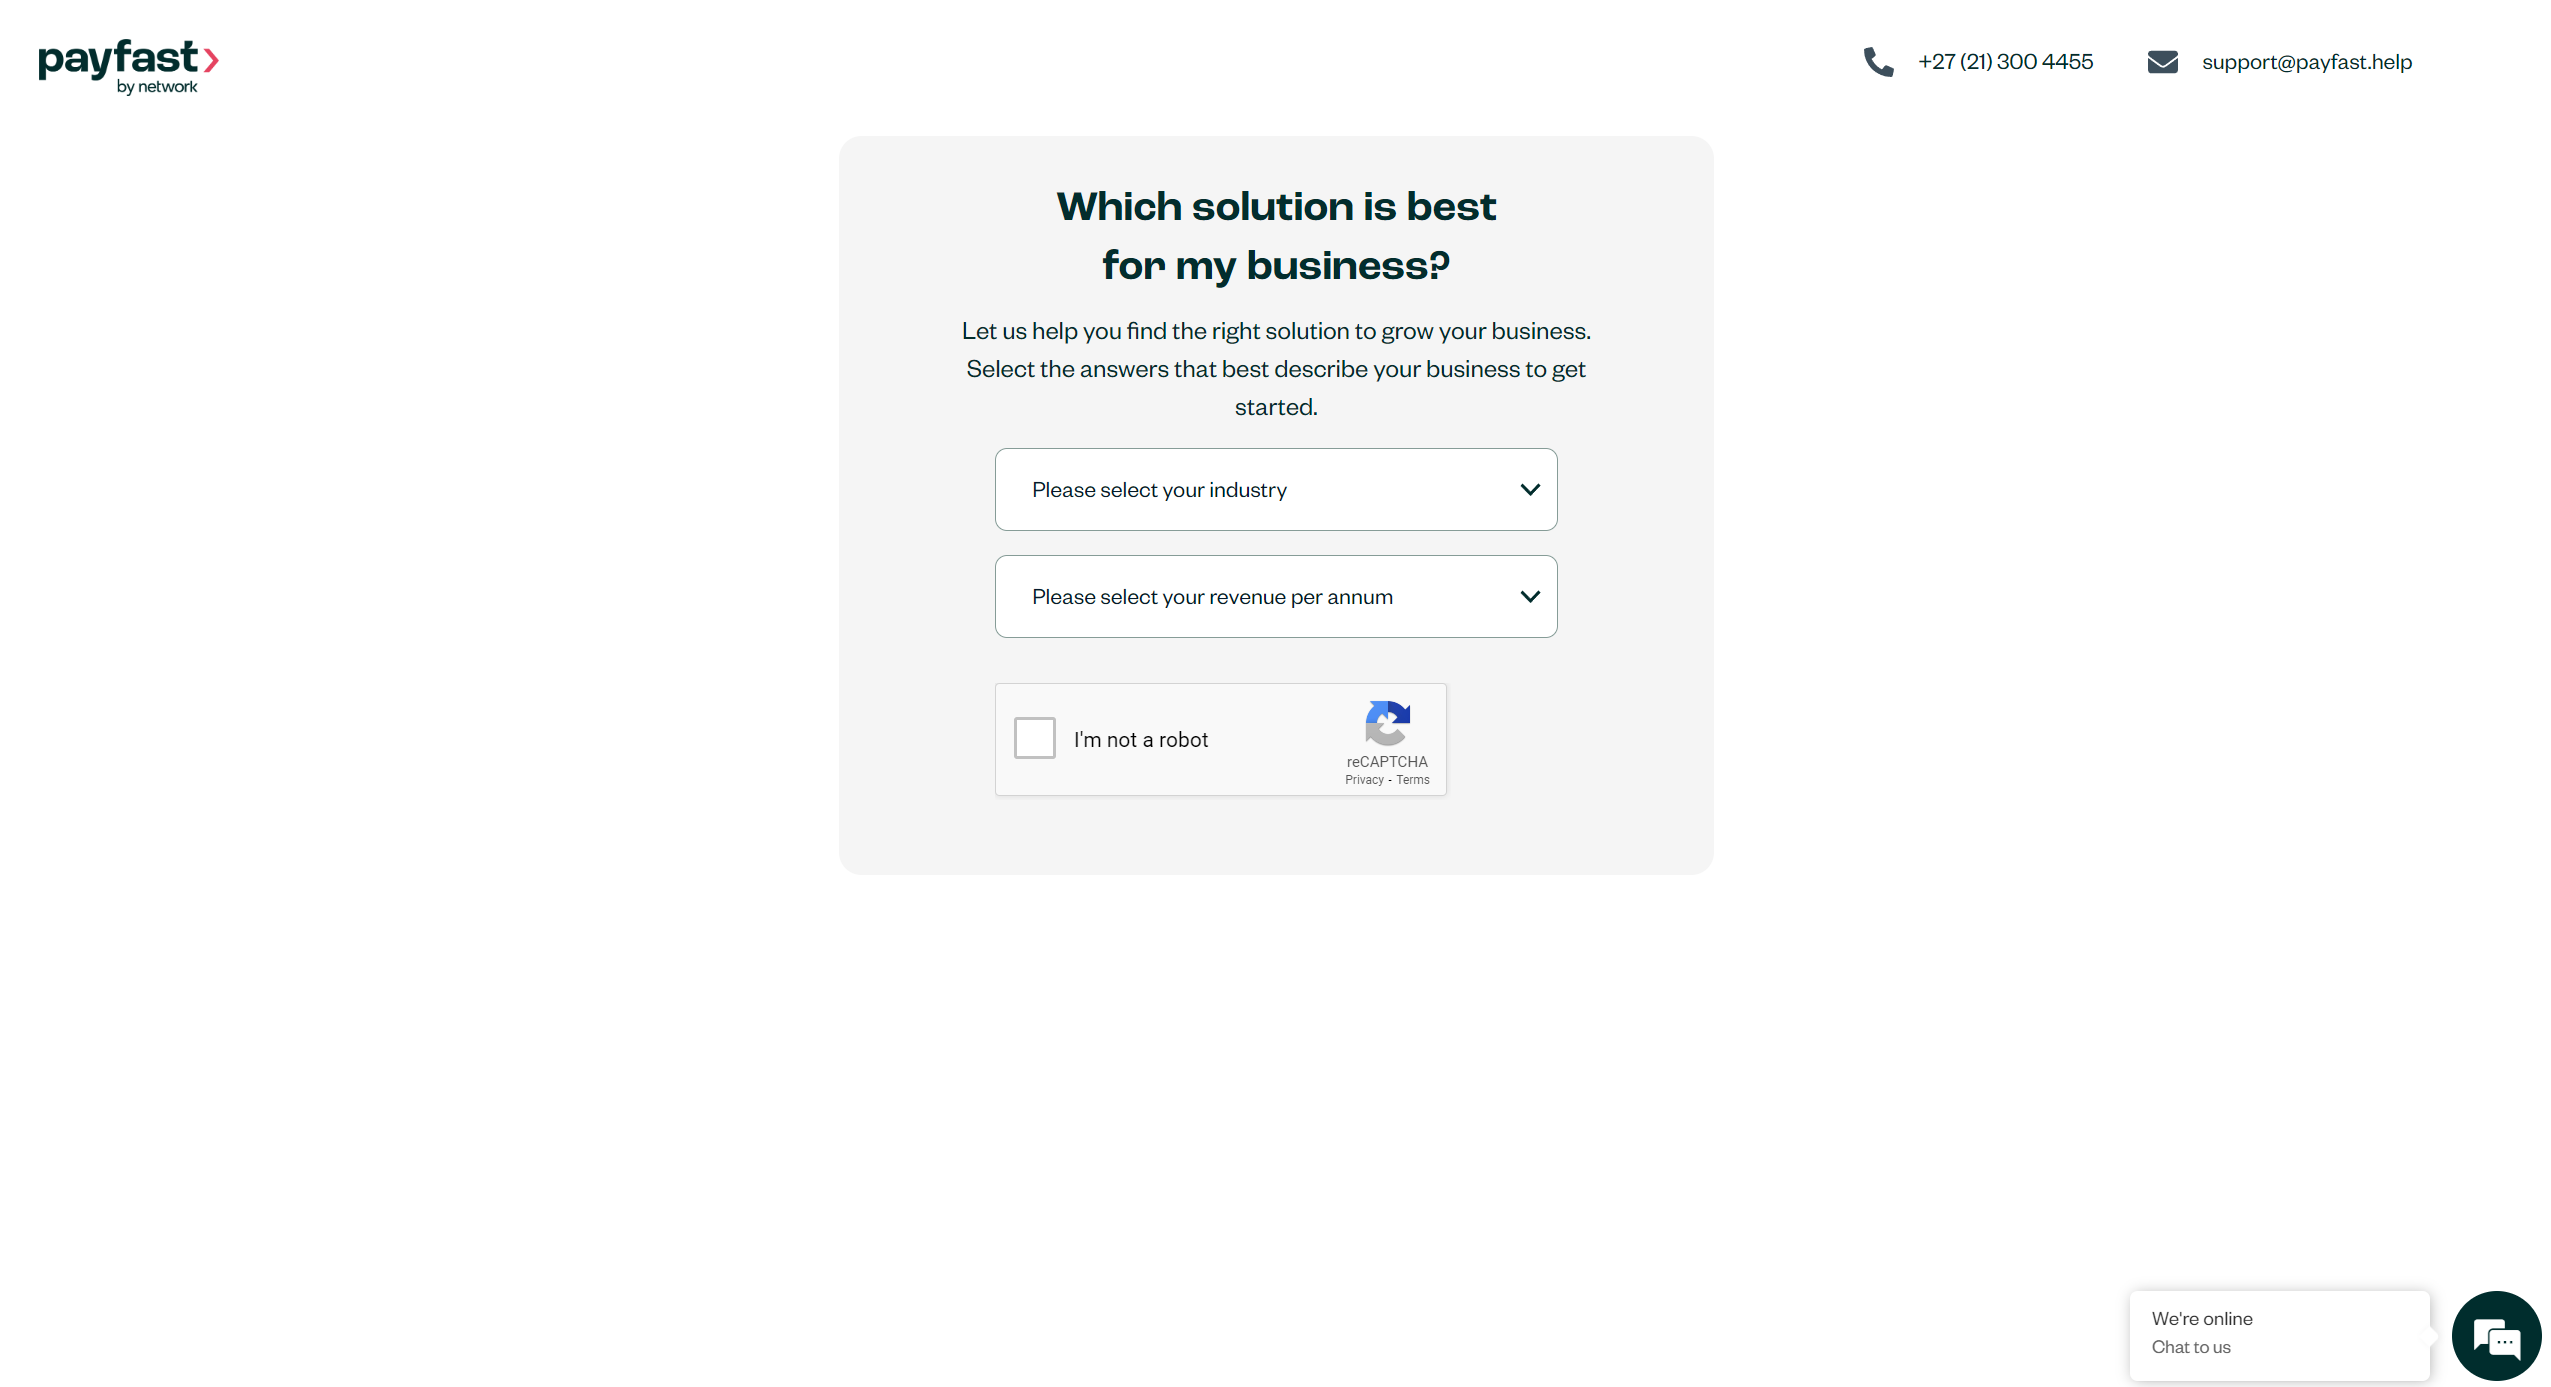 payfast
by network
+27 (21) 300 4455
support@payfast.help
Which solution is best
for my business?
Let us help you find the right solution to grow your business.
Select the answers that best describe your business to get
started.
Please select your industry
Please select your revenue per annum
I'm not a robot
reCAPTCHA
Privacy - Terms
We're online
Chat to us